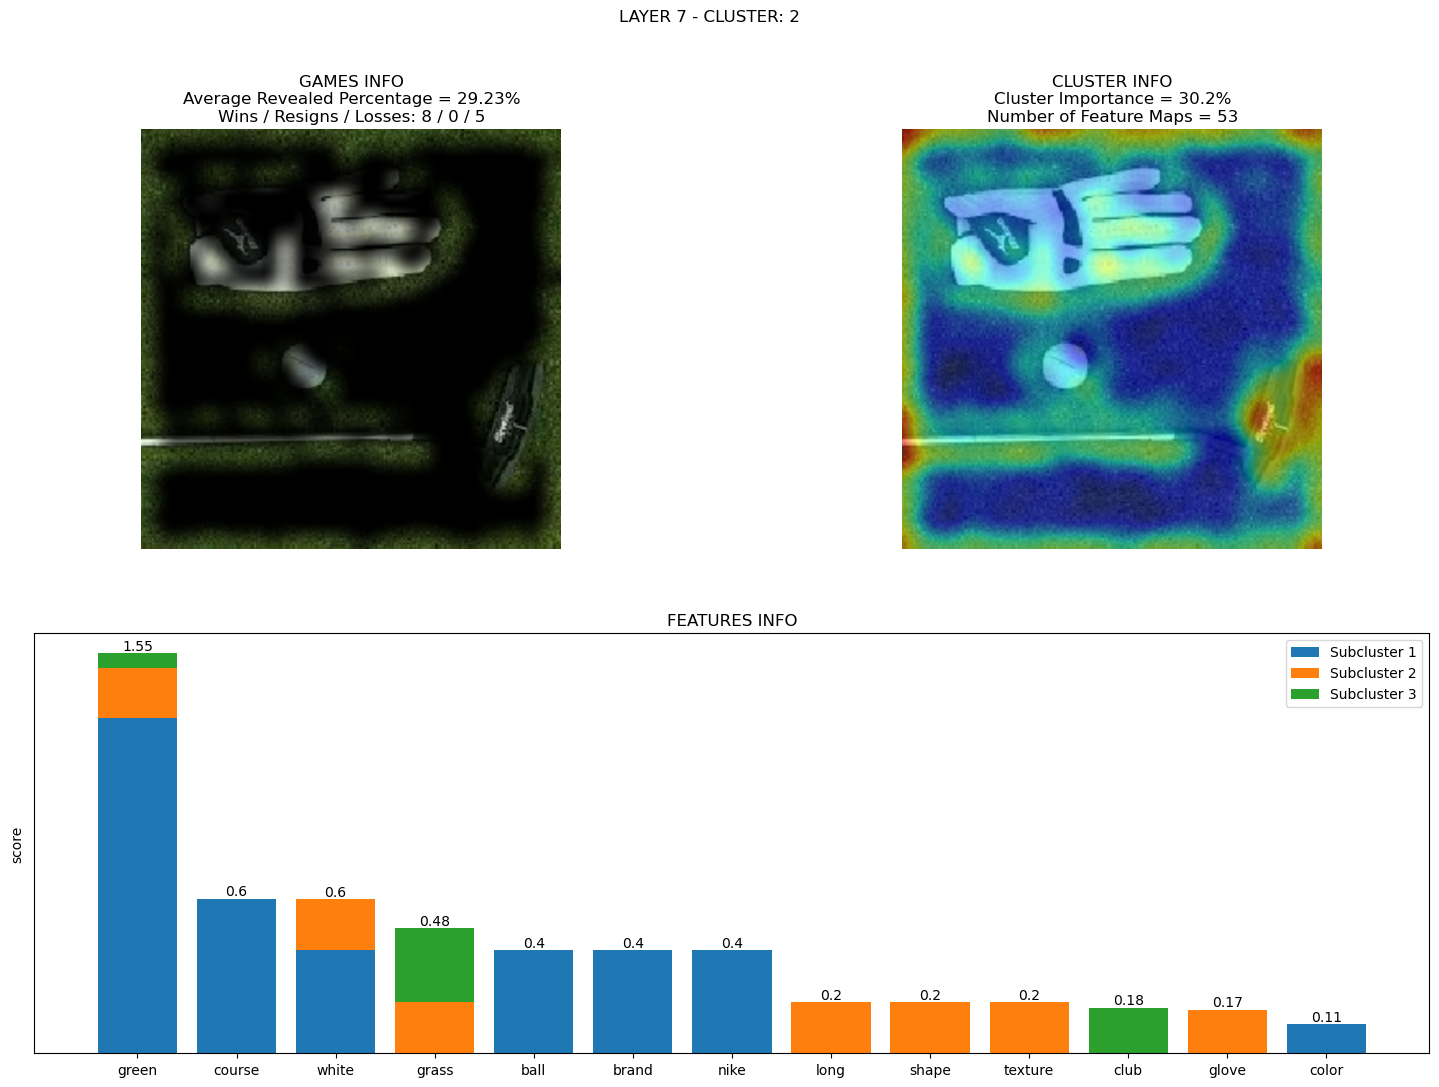 LAYER 7 - CLUSTER: 2
GAMES INFO
Average Revealed Percentage = 29.23%
Wins / Resigns / Losses: 8 / 0 / 5
CLUSTER INFO
Cluster Importance = 30.2%
Number of Feature Maps = 53
FEATURES INFO
score
1.55
0.6
0.6
0.48
0.4
0.4
0.4
0.2
0.2
0.2
0.18
0.17
0.11
Subcluster 1
Subcluster 2
Subcluster 3
green course white grass ball brand nike long shape texture club glove color